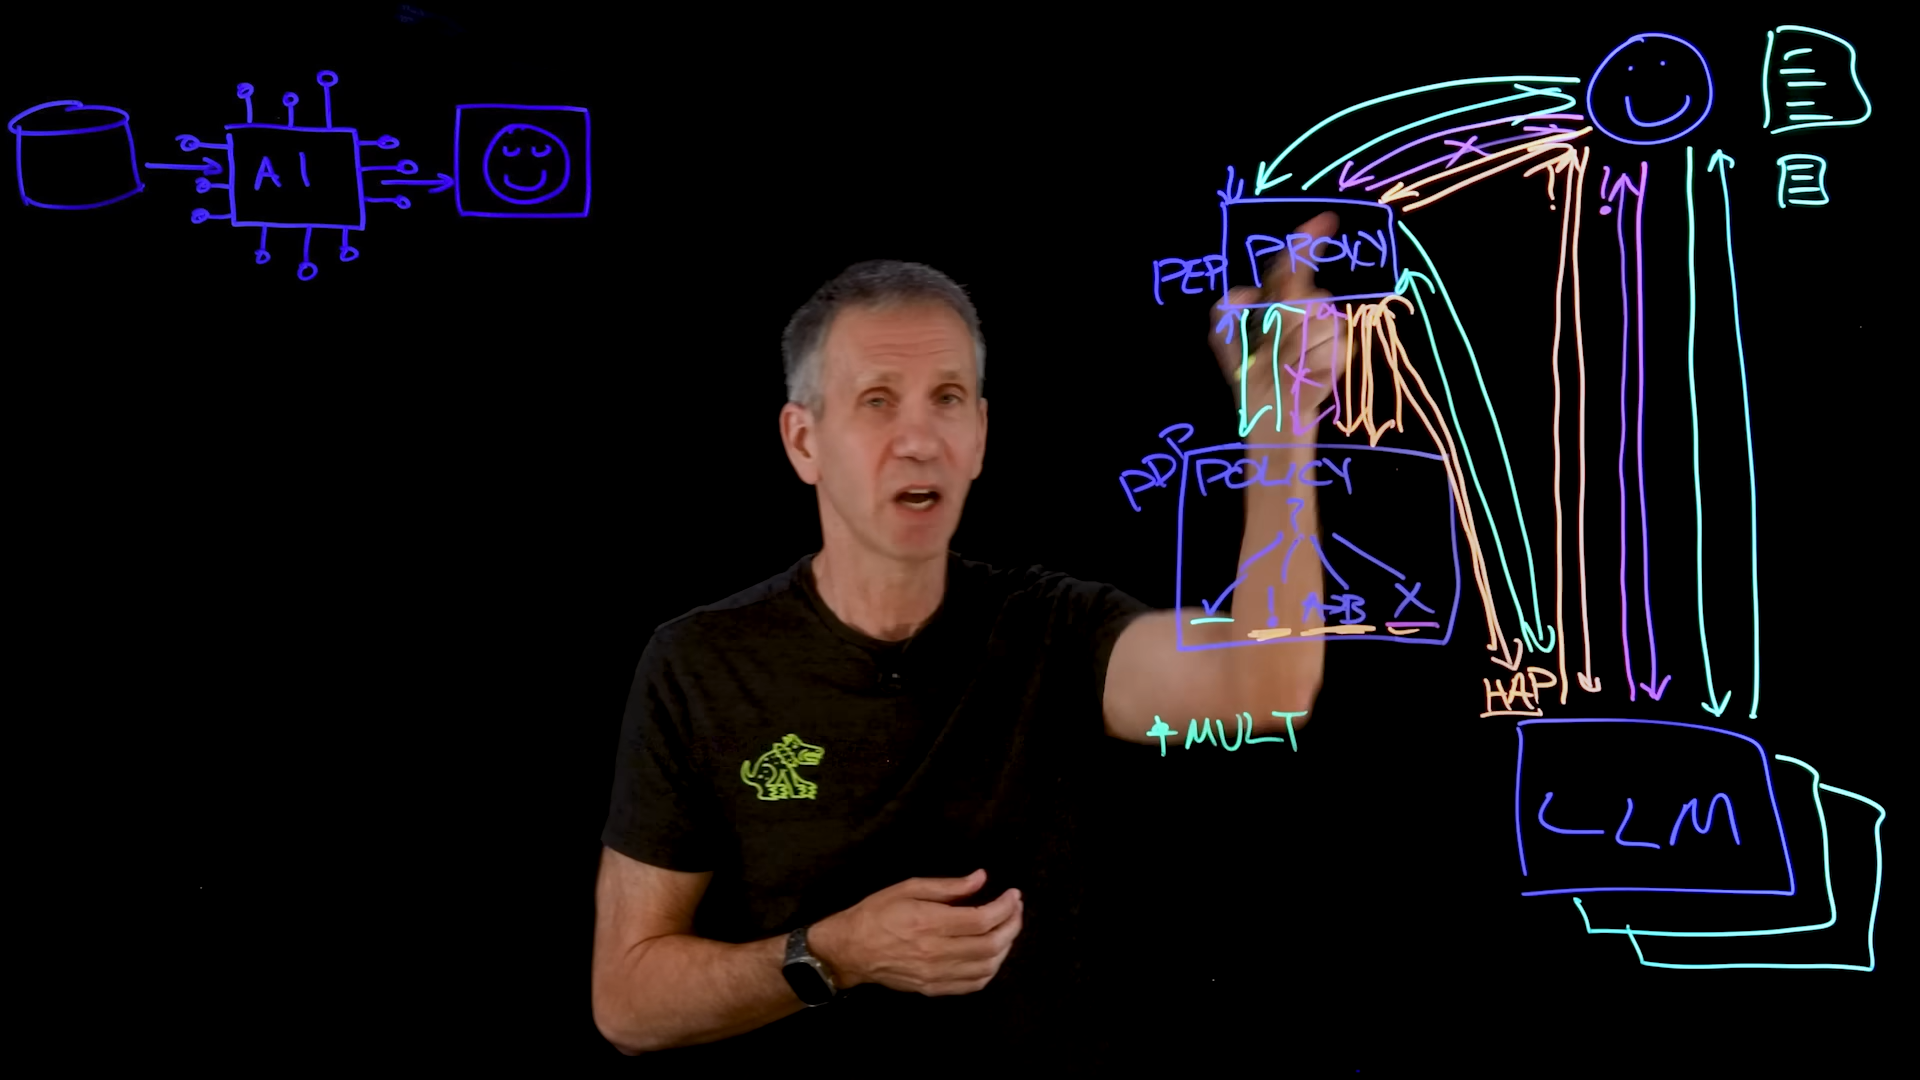 AI
PEP
PROXY
PDP
POLICY
?
! A→B X
HAP
+ MULT
LLM